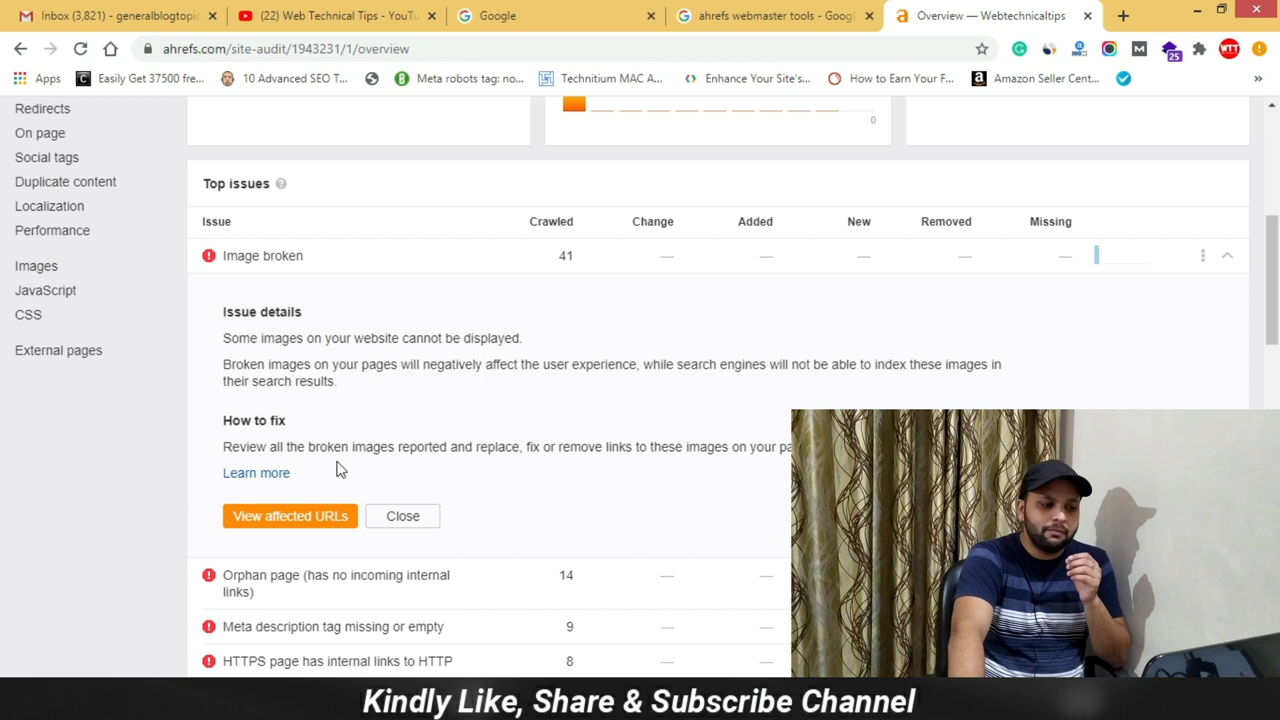 Inbox (3,821) - generalblogtopi
(22) Web Technical Tips - YouTu
Google
ahrefs webmaster tools - Goog
Overview — Webtechnicaltips
ahrefs.com/site-audit/1943231/1/overview
25
WTT
Apps
Easily Get 37500 fre...
10 Advanced SEO T...
Meta robots tag: no...
Technitium MAC A...
Enhance Your Site's...
How to Earn Your F...
Amazon Seller Cent...
Redirects
On page
Social tags
Duplicate content
Localization
Performance
Images
JavaScript
CSS
External pages
0
Top issues
Issue Crawled Change Added New Removed Missing
Image broken 41 — — — — —
Issue details
Some images on your website cannot be displayed.
Broken images on your pages will negatively affect the user experience, while search engines will not be able to index these images in
their search results.
How to fix
Review all the broken images reported and replace, fix or remove links to these images on your pa
Learn more
View affected URLs Close
Orphan page (has no incoming internal
links) 14 — —
Meta description tag missing or empty 9 — —
HTTPS page has internal links to HTTP 8 — —
Kindly Like, Share & Subscribe Channel